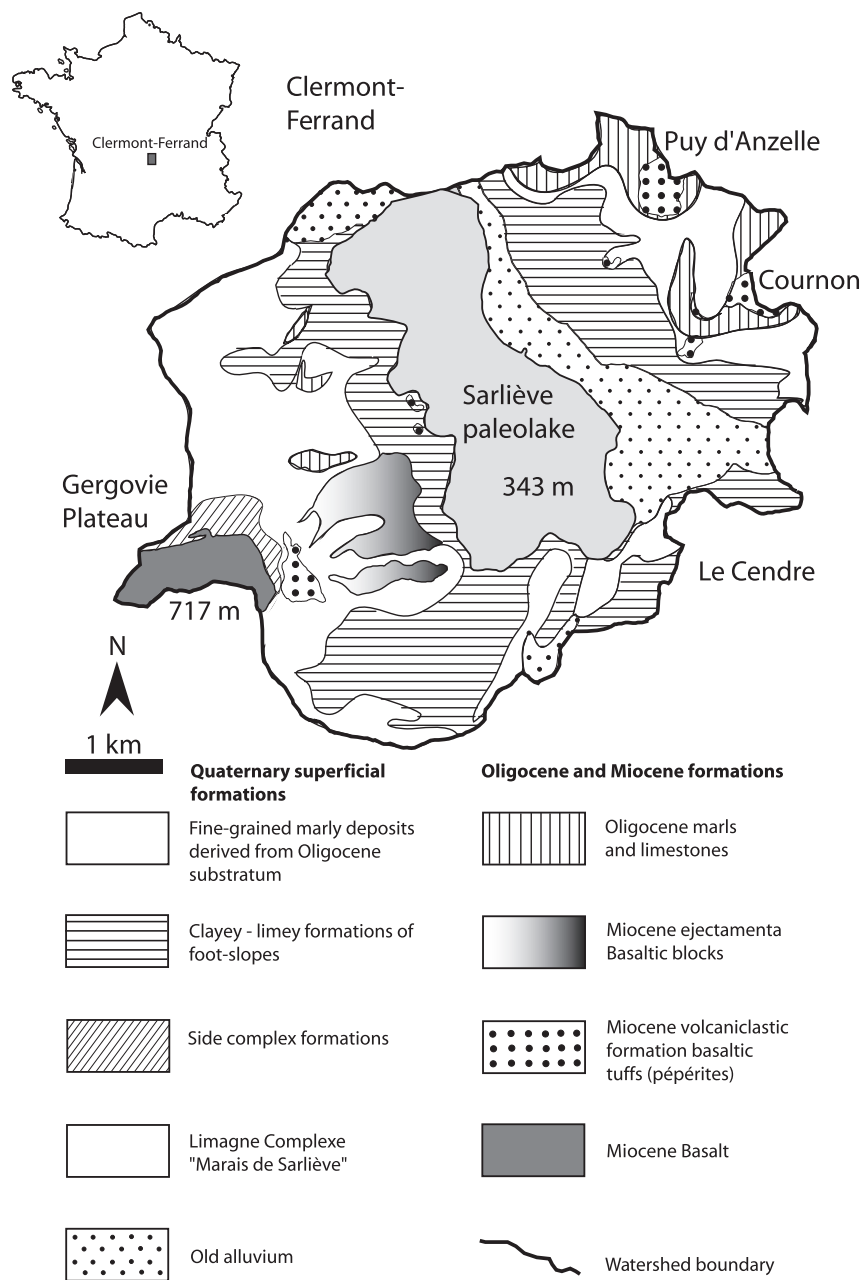 Clermont-
Ferrand
Clermont-Ferrand
Puy d'Anzelle
Cournon
Sarliève
paleolake
343 m
Gergovie
Plateau
717 m
Le Cendre
N
1 km
Quaternary superficial
formations
Fine-grained marly deposits
derived from Oligocene
substratum
Clayey - limey formations of
foot-slopes
Side complex formations
Limagne Complexe
"Marais de Sarliève"
Old alluvium
Oligocene and Miocene formations
Oligocene marls
and limestones
Miocene ejectamenta
Basaltic blocks
Miocene volcaniclastic
formation basaltic
tuffs (pépérites)
Miocene Basalt
Watershed boundary